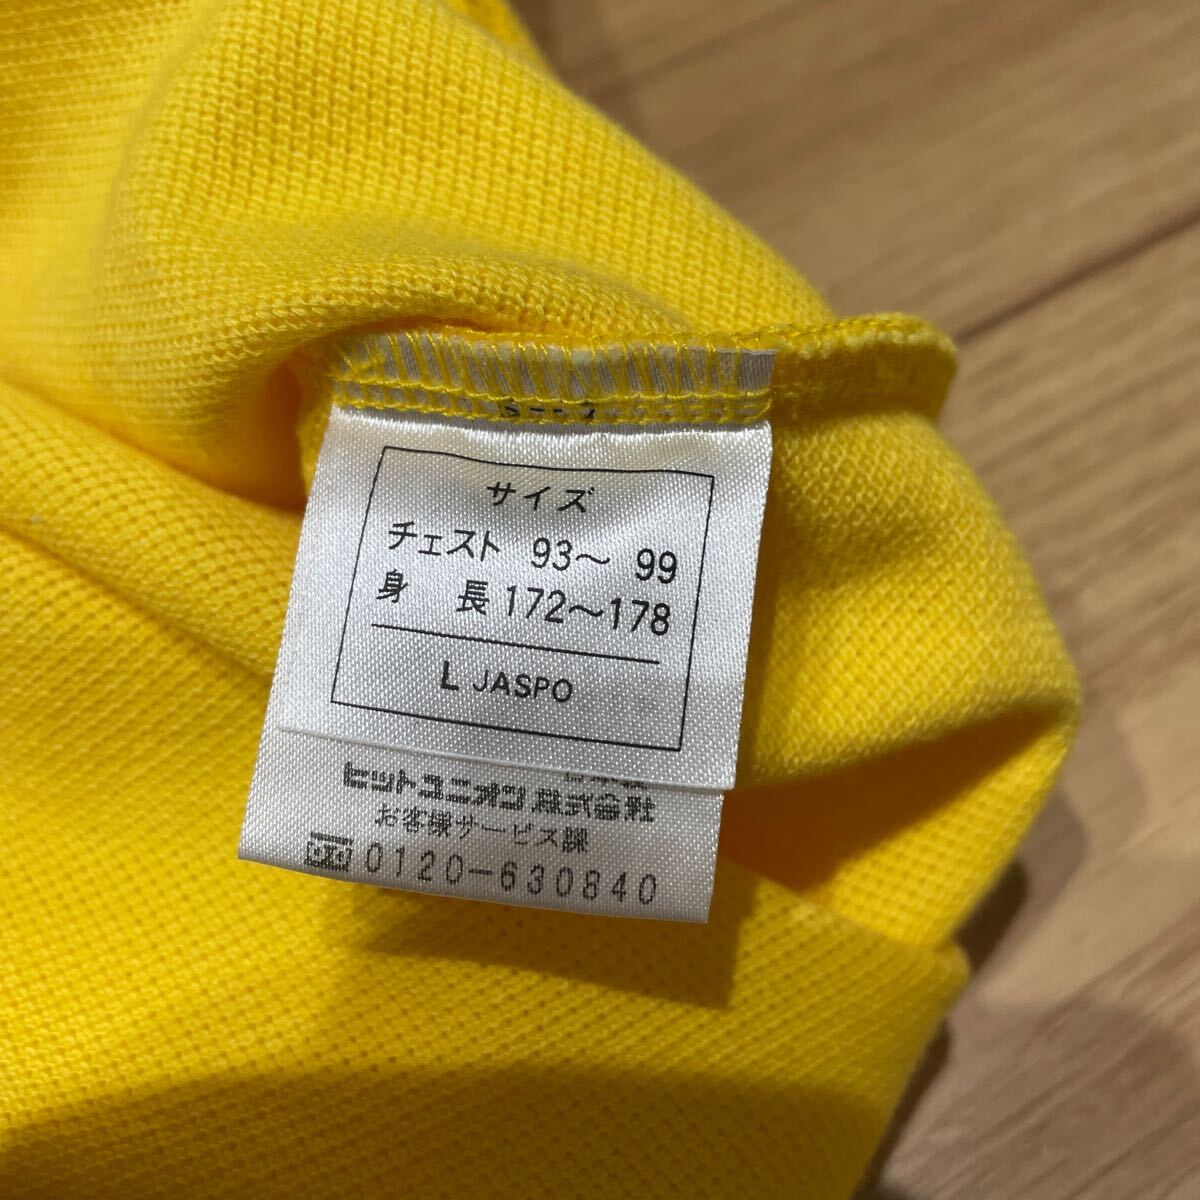 サイズ
チェスト 93〜 99
身 長 172〜178
L JASPO
ヒットユニオン株式会社
お客様サービス課
0120-630840